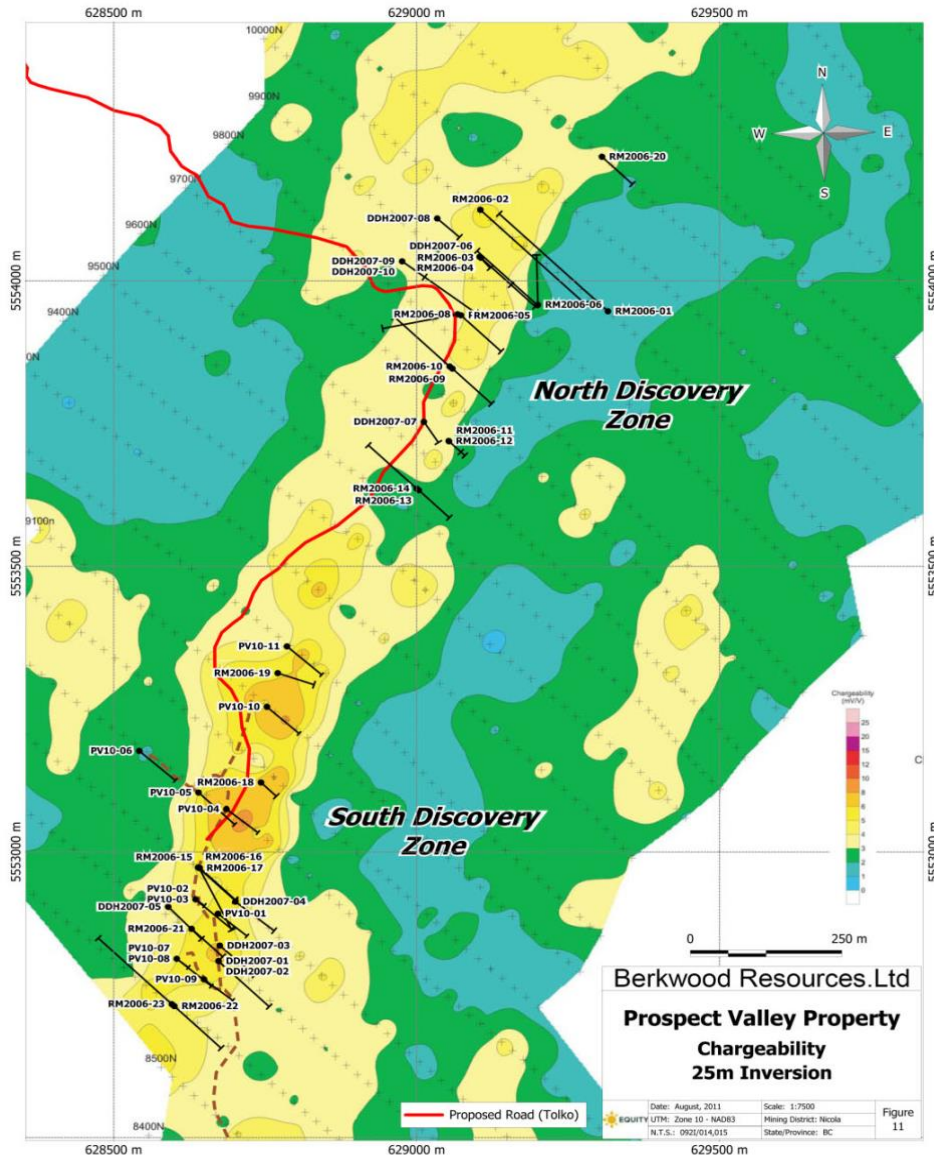 628500 m
629000 m
629500 m
10000N
9900N
9800N
9700N
9600N
9500N
9400N
0N
9100n
8500N
8400N
N
W
E
S
5554000 m
5554000 m
5553500 m
5553500 m
5553000 m
5553000 m
RM2006-20
RM2006-02
DDH2007-08
DDH2007-06
RM2006-03
RM2006-04
DDH2007-09
DDH2007-10
RM2006-06
RM2006-01
RM2006-08
RM2006-05
RM2006-10
RM2006-09
North Discovery
Zone
DDH2007-07
RM2006-11
RM2006-12
RM2006-14
RM2006-13
PV10-11
RM2006-19
PV10-10
PV10-06
RM2006-18
PV10-05
PV10-04
South Discovery
Zone
RM2006-15
RM2006-16
RM2006-17
PV10-02
PV10-03
DDH2007-04
DDH2007-05
PV10-01
RM2006-21
DDH2007-03
PV10-07
PV10-08
DDH2007-01
DDH2007-02
PV10-09
RM2006-23
RM2006-22
Chargeability
(mV/V)
25
20
15
12
10
8
6
5
4
3
2
1
0
C
0
250 m
Berkwood Resources.Ltd
Prospect Valley Property
Chargeability
25m Inversion
EQUITY
Date: August, 2011
Scale: 1:7500
UTM: Zone 10 - NAD83
Mining District: Nicola
N.T.S.: 092I/014,015
State/Province: BC
Figure
11
Proposed Road (Tolko)
628500 m
629000 m